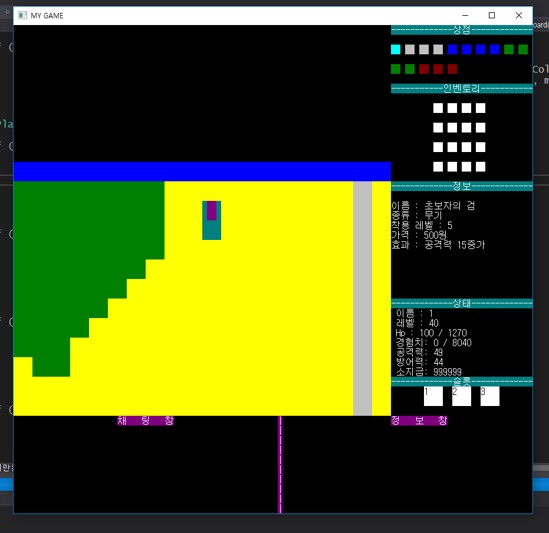 MY GAME
상점
인벤토리
정보
이름 : 초보자의 검
종류 : 무기
착용 레벨 : 5
가격 : 500원
효과 : 공격력 15증가
상태
이름 : 1
레벨 : 40
Hp : 100 / 1270
경험치: 0 / 8040
공격력: 49
방어력: 44
소지금: 999999
슬롯
1 2 3
채 팅 창
정 보 창